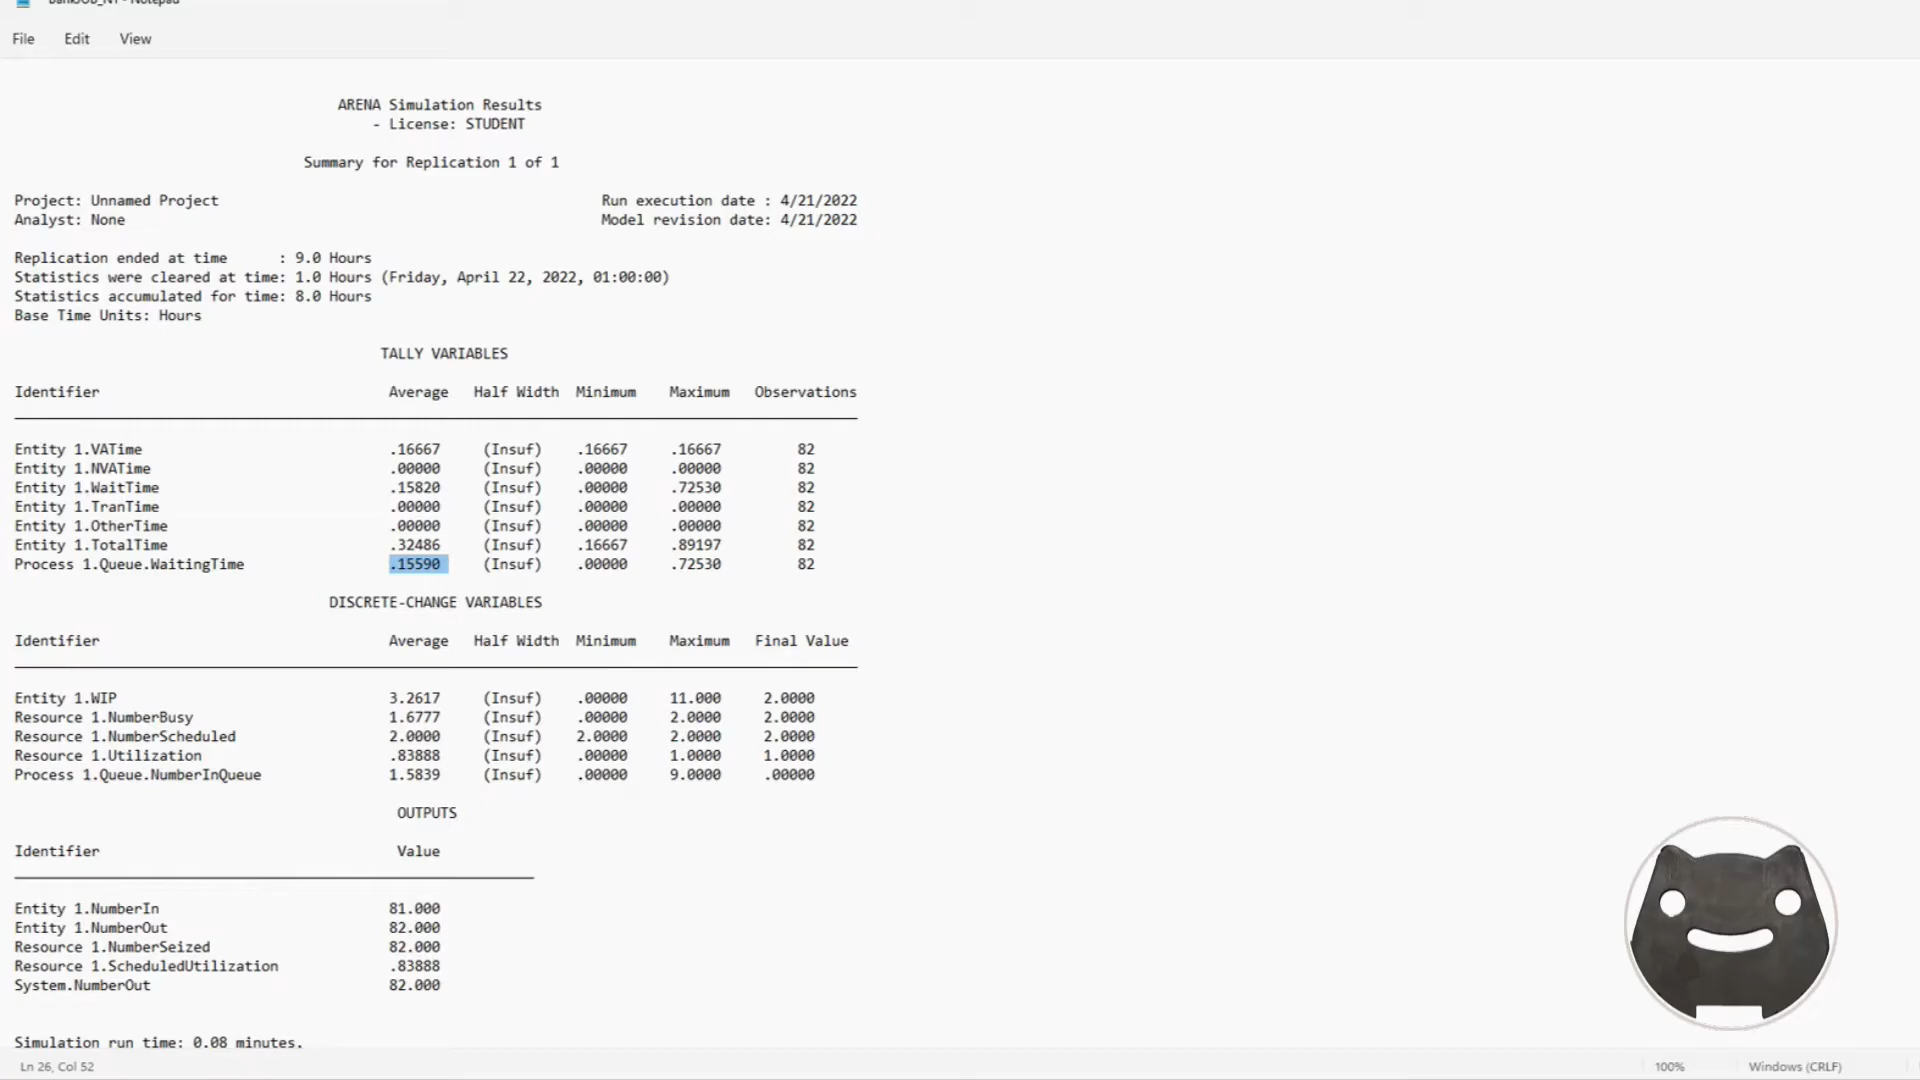 BankJOB_N1 - Notepad
File Edit View
ARENA Simulation Results
- License: STUDENT
Summary for Replication 1 of 1
Project: Unnamed Project Run execution date : 4/21/2022
Analyst: None Model revision date: 4/21/2022
Replication ended at time : 9.0 Hours
Statistics were cleared at time: 1.0 Hours (Friday, April 22, 2022, 01:00:00)
Statistics accumulated for time: 8.0 Hours
Base Time Units: Hours
TALLY VARIABLES
Identifier Average Half Width Minimum Maximum Observations
Entity 1.VATime .16667 (Insuf) .16667 .16667 82
Entity 1.NVATime .00000 (Insuf) .00000 .00000 82
Entity 1.WaitTime .15820 (Insuf) .00000 .72530 82
Entity 1.TranTime .00000 (Insuf) .00000 .00000 82
Entity 1.OtherTime .00000 (Insuf) .00000 .00000 82
Entity 1.TotalTime .32486 (Insuf) .16667 .89197 82
Process 1.Queue.WaitingTime .15590 (Insuf) .00000 .72530 82
DISCRETE-CHANGE VARIABLES
Identifier Average Half Width Minimum Maximum Final Value
Entity 1.WIP 3.2617 (Insuf) .00000 11.000 2.0000
Resource 1.NumberBusy 1.6777 (Insuf) .00000 2.0000 2.0000
Resource 1.NumberScheduled 2.0000 (Insuf) 2.0000 2.0000 2.0000
Resource 1.Utilization .83888 (Insuf) .00000 1.0000 1.0000
Process 1.Queue.NumberInQueue 1.5839 (Insuf) .00000 9.0000 .00000
OUTPUTS
Identifier Value
Entity 1.NumberIn 81.000
Entity 1.NumberOut 82.000
Resource 1.NumberSeized 82.000
Resource 1.ScheduledUtilization .83888
System.NumberOut 82.000
Simulation run time: 0.08 minutes.
Ln 26, Col 52 100% Windows (CRLF)